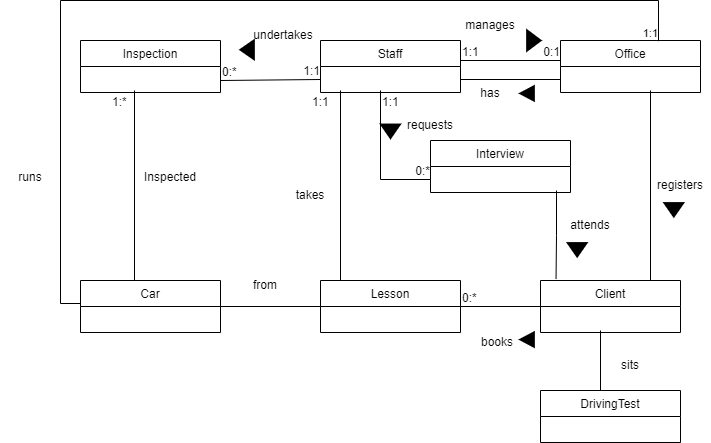 undertakes
manages
1:1
Inspection
Staff
Office
1:1
0:1
0:*
1:1
has
1:*
1:1
1:1
requests
Interview
0:*
runs
Inspected
takes
registers
attends
from
Car
Lesson
0:*
Client
books
sits
DrivingTest